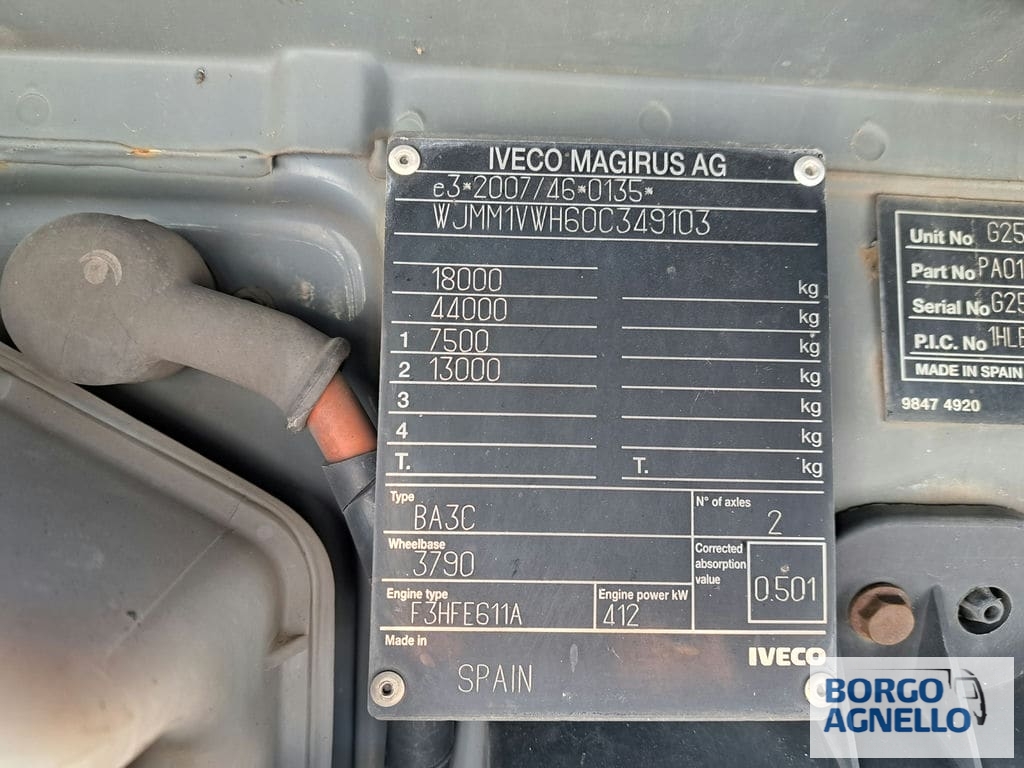 IVECO MAGIRUS AG
e3*2007/46*0135*
WJMM1VWH60C349103
18000 kg
44000 kg
1 7500 kg
2 13000 kg
3 kg
4 kg
T. T. kg
Type
BA3C
N° of axles
2
Wheelbase
3790
Corrected
absorption
value
0.501
Engine type
F3HFE611A
Engine power kW
412
Made in
SPAIN
IVECO
Unit No G25
Part No PA01
Serial No G25
P.I.C. No 1HLE
MADE IN SPAIN
9847 4920
BORGO
AGNELLO